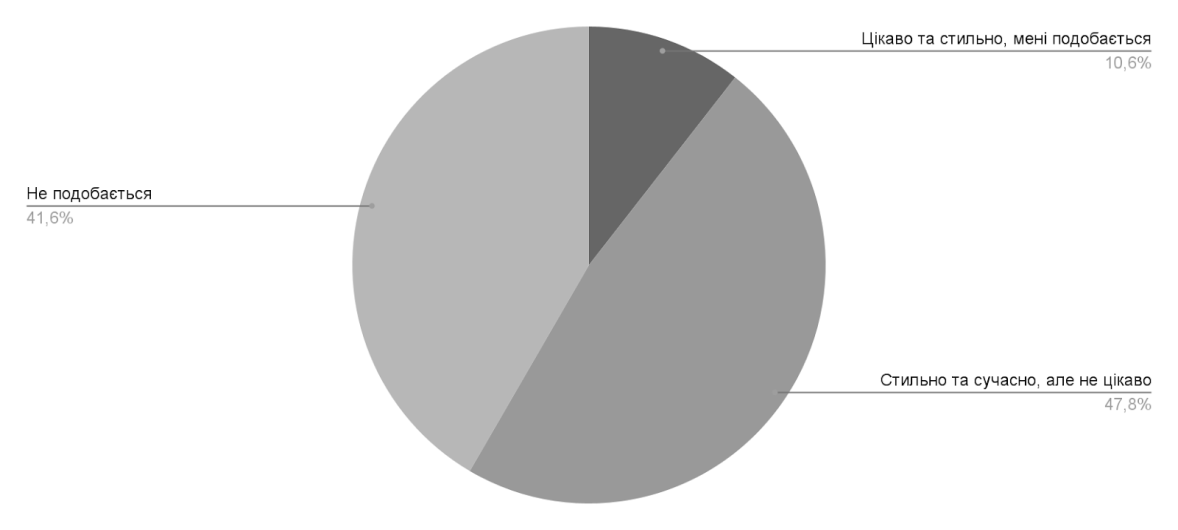 Цікаво та стильно, мені подобається
10,6%
Не подобається
41,6%
Стильно та сучасно, але не цікаво
47,8%